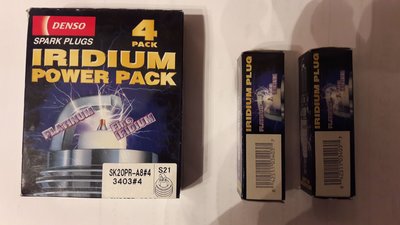 DENSO
SPARK PLUGS
4
PACK
IRIDIUM
POWER PACK
PLATINUM
IRIDIUM
SK20PR-A8#4
3403#4
S21
IRIDIUM PLUG
IRIDIUM PLUG